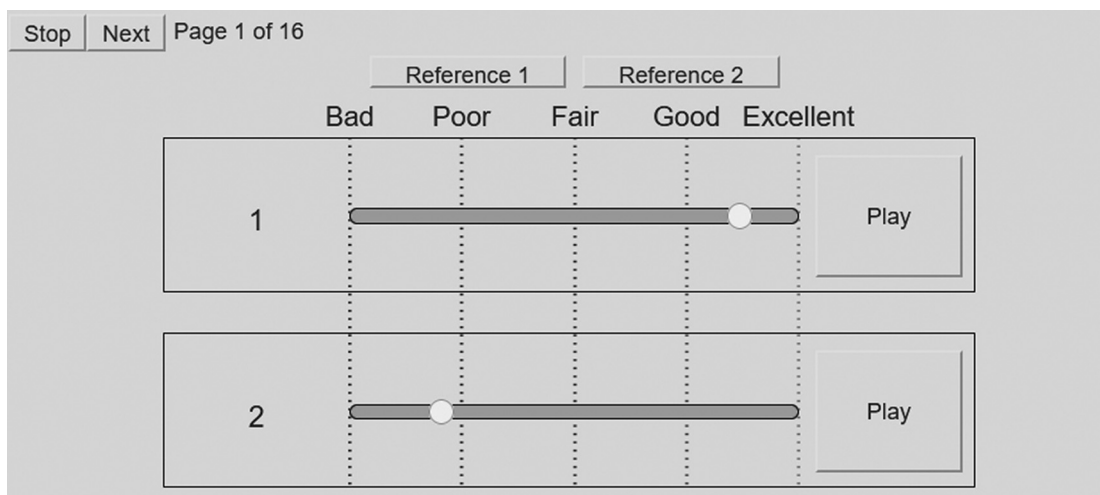 Stop Next Page 1 of 16
Reference 1 Reference 2
Bad Poor Fair Good Excellent
1 Play
2 Play